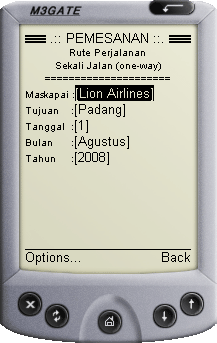 M3GATE
.:: PEMESANAN ::.
Rute Perjalanan
Sekali Jalan (one-way)
====================
Maskapai :[Lion Airlines]
Tujuan :[Padang]
Tanggal :[1]
Bulan :[Agustus]
Tahun :[2008]
Options... Back